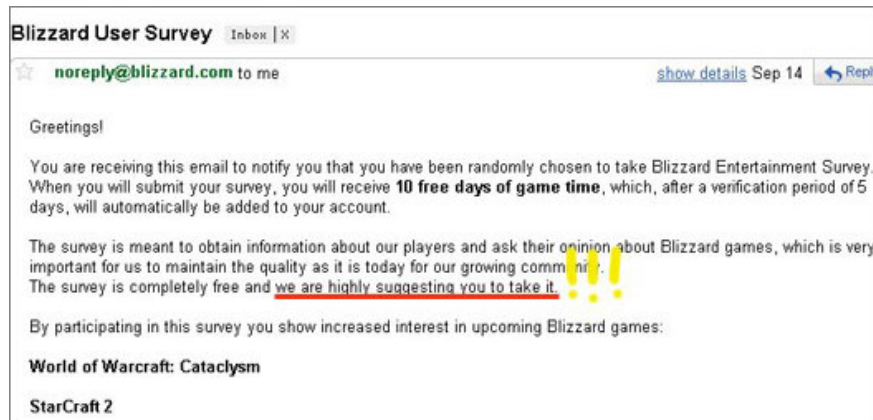 Blizzard User Survey Inbox | X
noreply@blizzard.com to me show details Sep 14 Repl
Greetings!
You are receiving this email to notify you that you have been randomly chosen to take Blizzard Entertainment Survey.
When you will submit your survey, you will receive 10 free days of game time, which, after a verification period of 5
days, will automatically be added to your account.
The survey is meant to obtain information about our players and ask their opinion about Blizzard games, which is very
important for us to maintain the quality as it is today for our growing community.
The survey is completely free and we are highly suggesting you to take it. !!!
By participating in this survey you show increased interest in upcoming Blizzard games:
World of Warcraft: Cataclysm
StarCraft 2